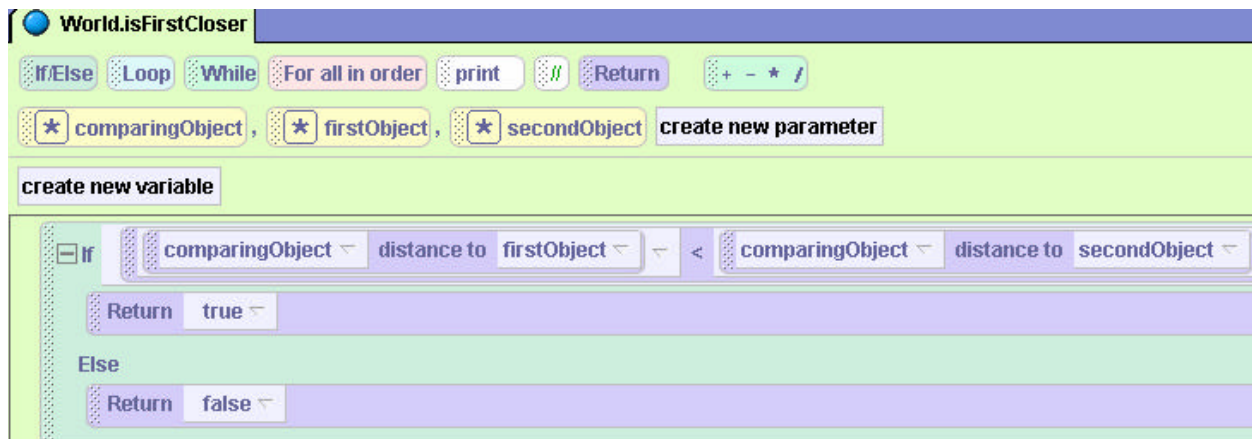 World.isFirstCloser
If/Else Loop While For all in order print // Return + - * /
* comparingObject, * firstObject, * secondObject create new parameter
create new variable
If comparingObject distance to firstObject < comparingObject distance to secondObject
Return true
Else
Return false